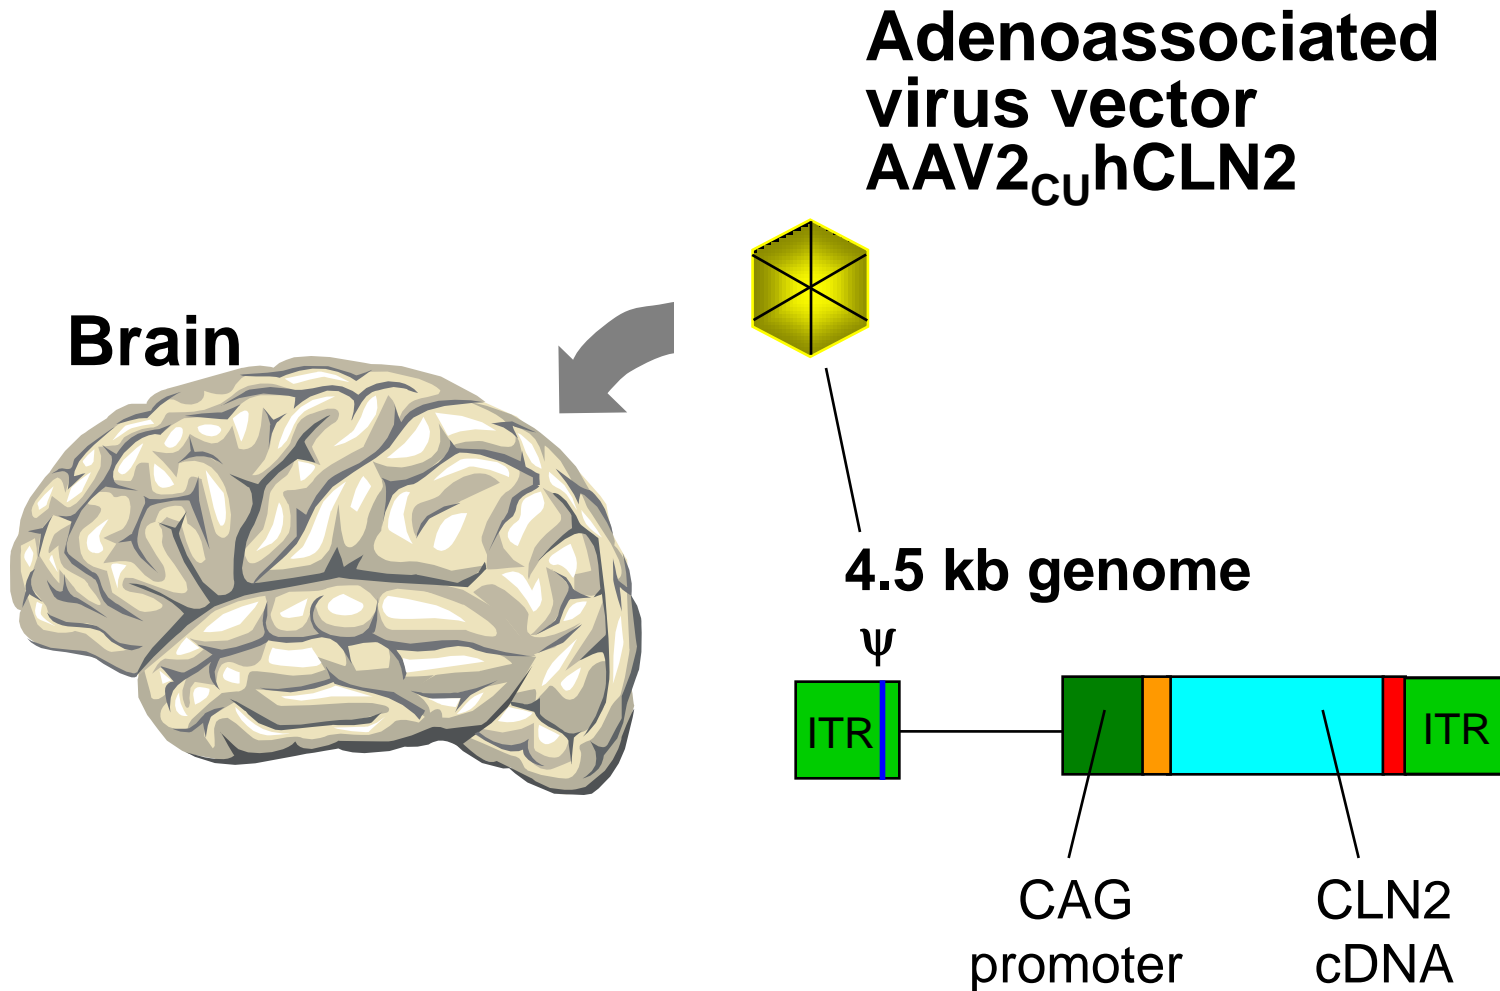 Adenoassociated
virus vector
AAV2CUhCLN2
Brain
4.5 kb genome
ψ
ITR
ITR
CAG
promoter
CLN2
cDNA